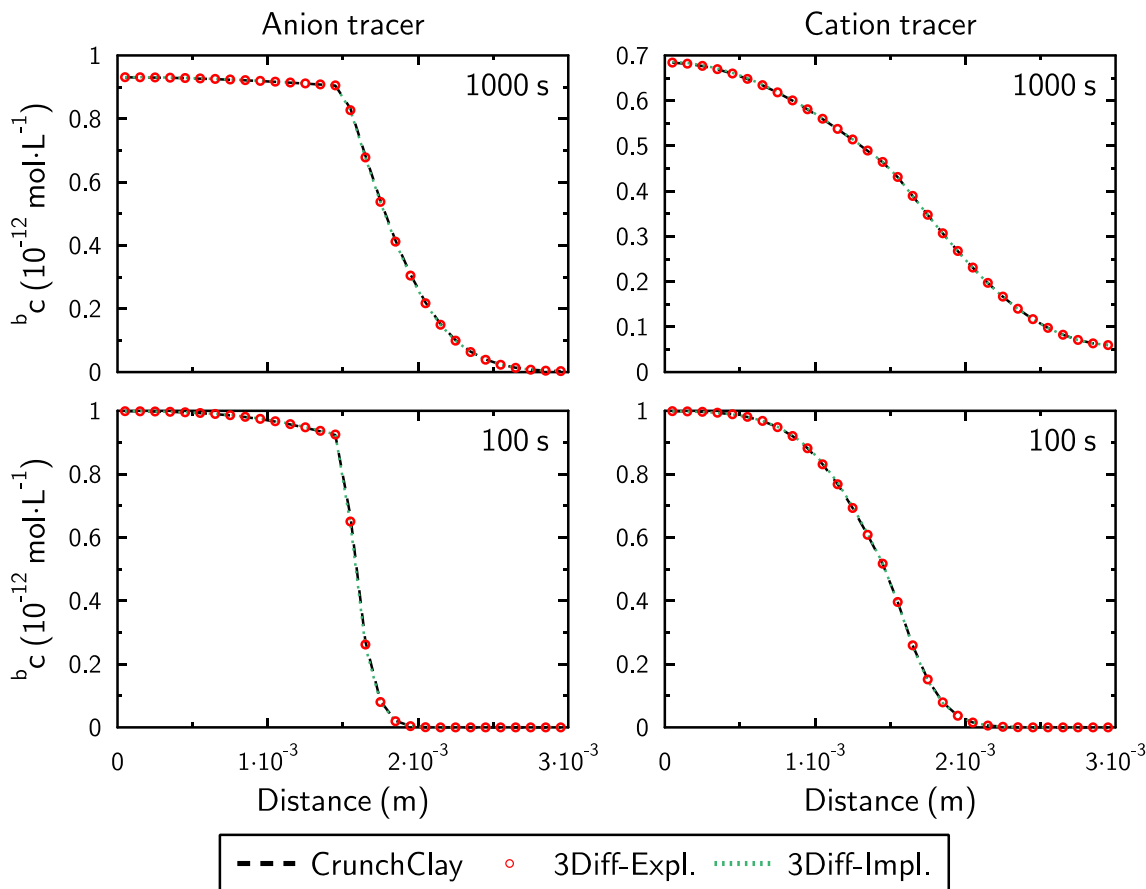 Anion tracer
Cation tracer
1
0.8
0.6
0.4
0.2
0
ᵇc (10⁻¹² mol·L⁻¹)
1000 s
0.7
0.6
0.5
0.4
0.3
0.2
0.1
0
1000 s
1
0.8
0.6
0.4
0.2
0
ᵇc (10⁻¹² mol·L⁻¹)
100 s
1
0.8
0.6
0.4
0.2
0
100 s
0 1·10⁻³ 2·10⁻³ 3·10⁻³
0 1·10⁻³ 2·10⁻³ 3·10⁻³
Distance (m)
Distance (m)
CrunchClay 3Diff-Expl. 3Diff-Impl.